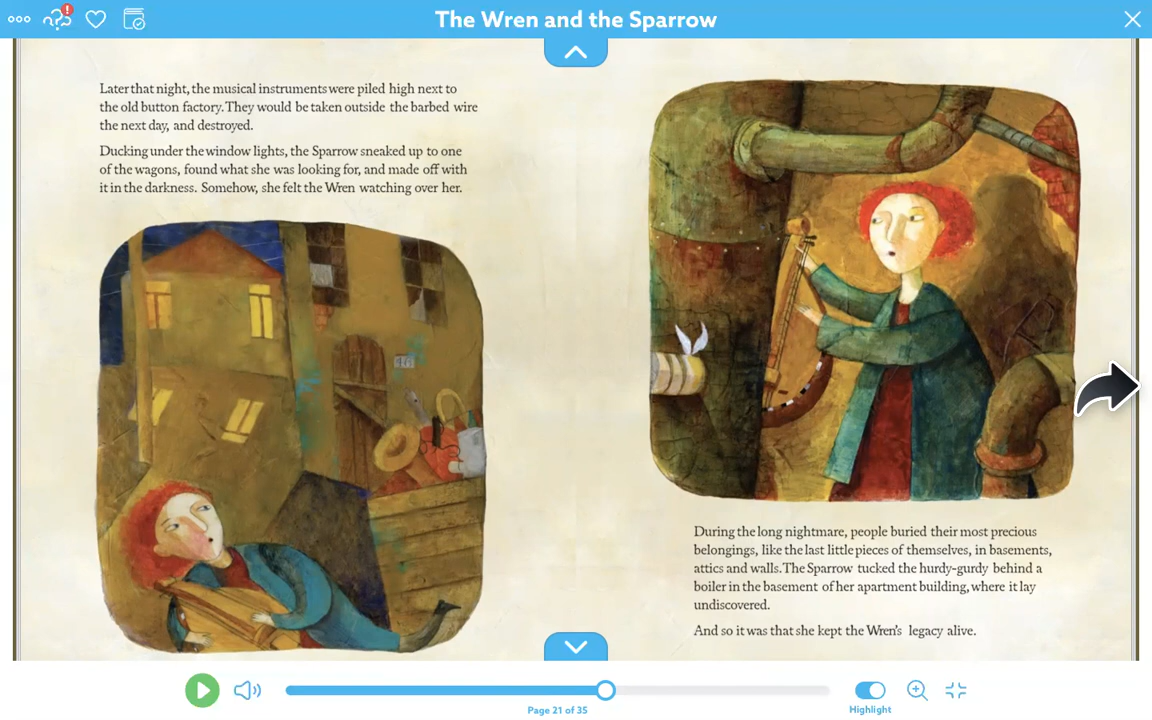 The Wren and the Sparrow
Later that night, the musical instruments were piled high next to
the old button factory. They would be taken outside the barbed wire
the next day, and destroyed.
Ducking under the window lights, the Sparrow sneaked up to one
of the wagons, found what she was looking for, and made off with
it in the darkness. Somehow, she felt the Wren watching over her.
During the long nightmare, people buried their most precious
belongings, like the last little pieces of themselves, in basements,
attics and walls. The Sparrow tucked the hurdy-gurdy behind a
boiler in the basement of her apartment building, where it lay
undiscovered.
And so it was that she kept the Wren's legacy alive.
Page 21 of 35
Highlight